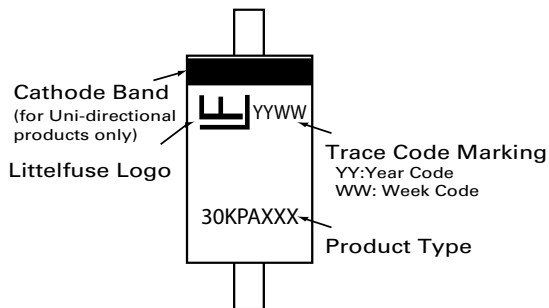 Cathode Band
(for Uni-directional
products only)
Littelfuse Logo
YYWW
Trace Code Marking
YY:Year Code
WW: Week Code
30KPAXXX
Product Type